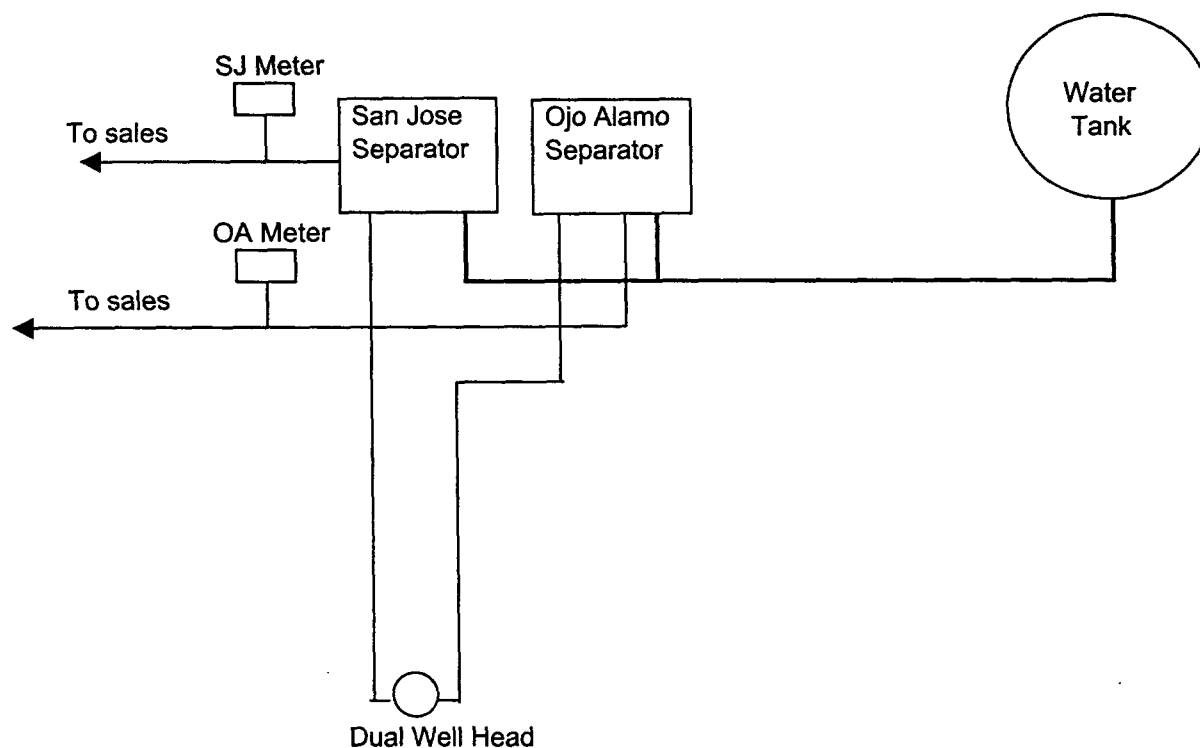 SJ Meter
To sales
San Jose
Separator
Ojo Alamo
Separator
Water
Tank
OA Meter
To sales
Dual Well Head